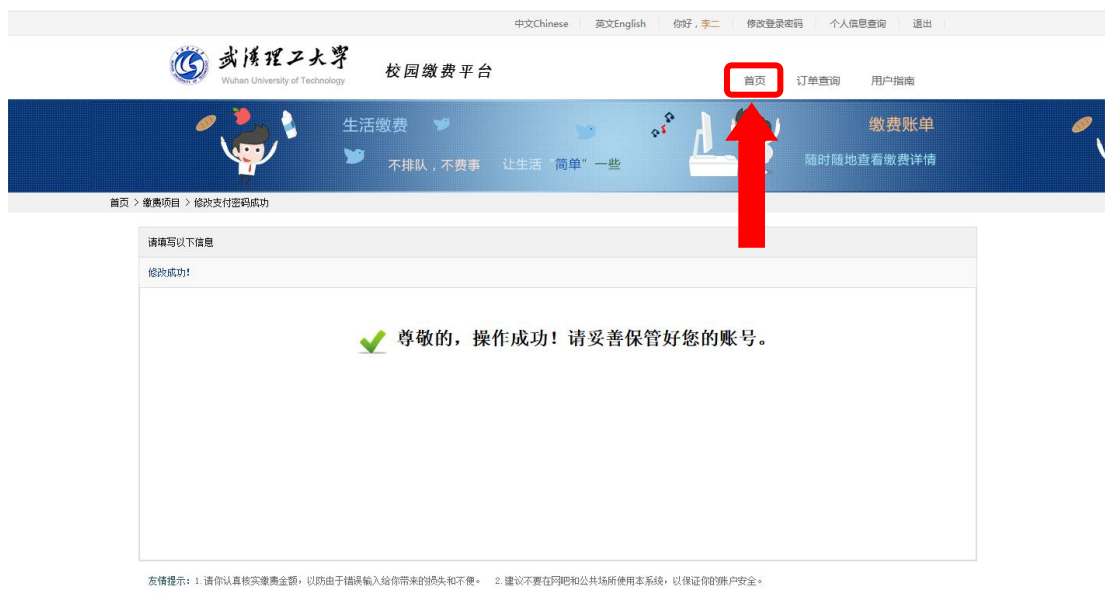 中文Chinese 英文English 你好，李二 修改登录密码 个人信息查询 退出
武汉理工大学
Wuhan University of Technology
校园缴费平台
首页 订单查询 用户指南
生活缴费
不排队，不费事 让生活“简单”一些
缴费账单
随时随地查看缴费详情
首页 > 缴费项目 > 修改支付密码成功
请填写以下信息
修改成功!
尊敬的，操作成功！请妥善保管好您的账号。
友情提示：1.请你认真核实缴费金额，以防由于错误输入给你带来的损失和不便。 2.建议不要在网吧和公共场所使用本系统，以保证你的账户安全。